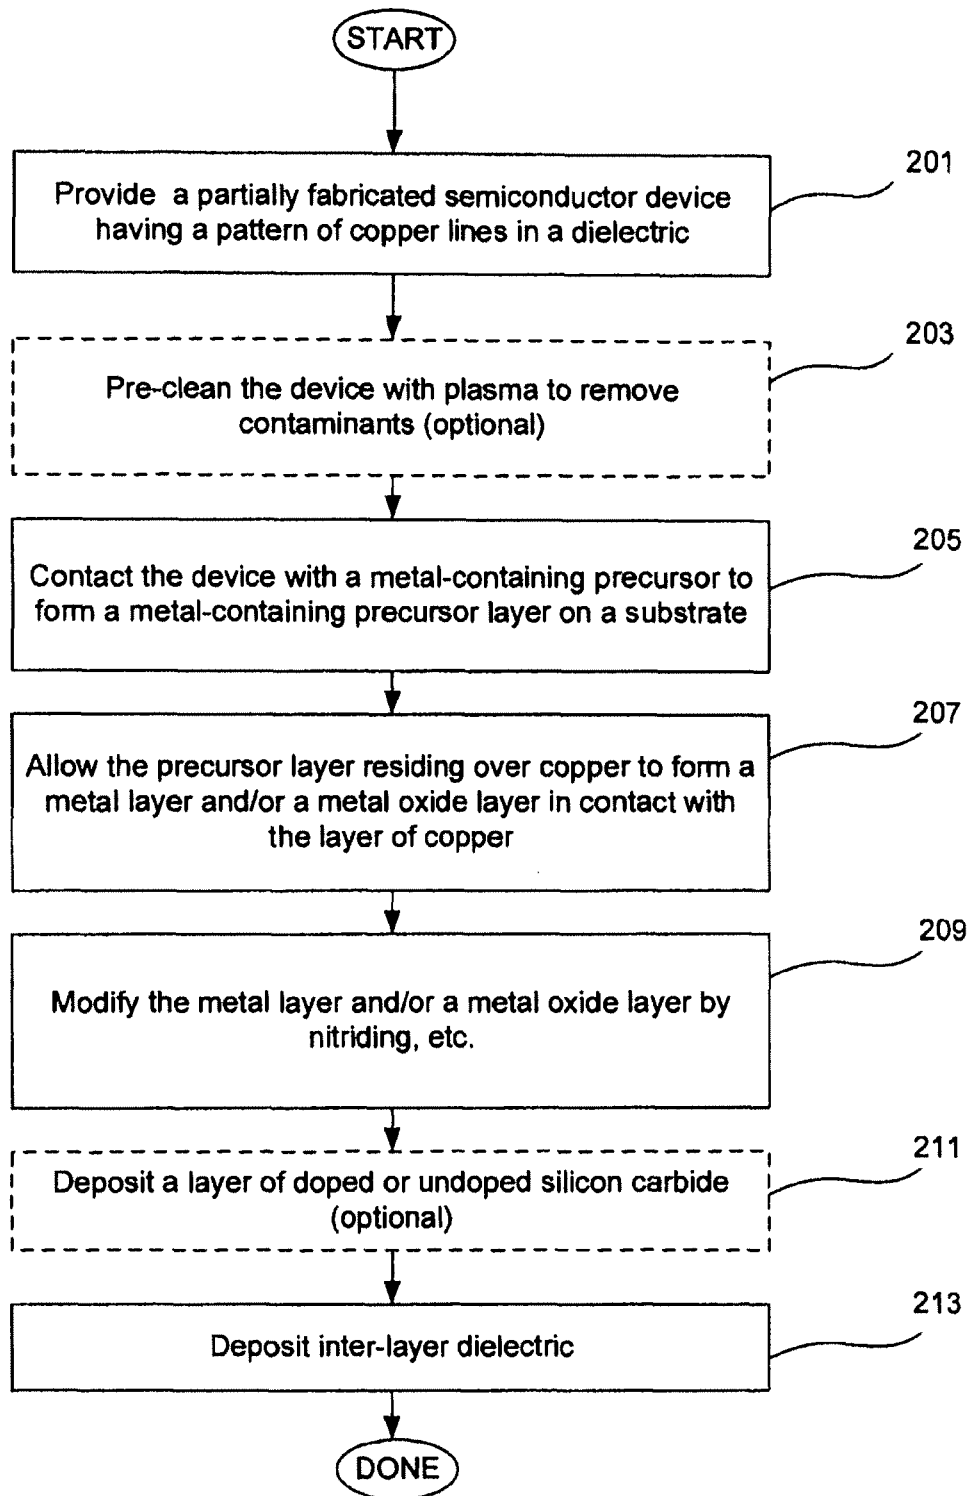 START
201
Provide a partially fabricated semiconductor device
having a pattern of copper lines in a dielectric
203
Pre-clean the device with plasma to remove
contaminants (optional)
205
Contact the device with a metal-containing precursor to
form a metal-containing precursor layer on a substrate
207
Allow the precursor layer residing over copper to form a
metal layer and/or a metal oxide layer in contact with
the layer of copper
209
Modify the metal layer and/or a metal oxide layer by
nitriding, etc.
211
Deposit a layer of doped or undoped silicon carbide
(optional)
213
Deposit inter-layer dielectric
DONE